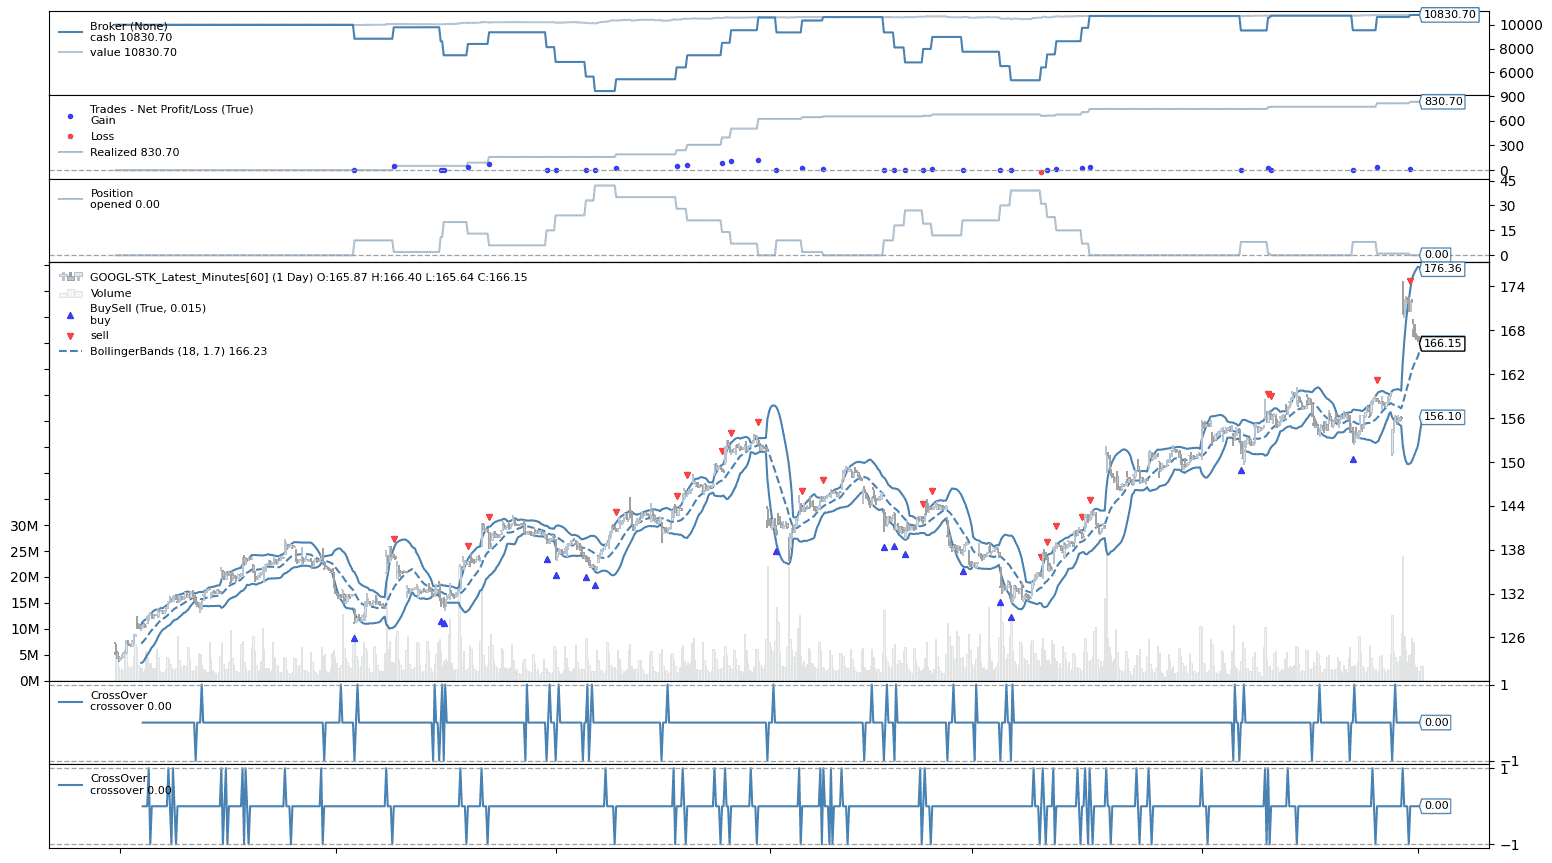 Broker (None)
cash 10830.70
value 10830.70
10830.70
10000
8000
6000
Trades - Net Profit/Loss (True)
Gain
Loss
Realized 830.70
830.70
900
600
300
0
Position
opened 0.00
0.00
45
30
15
0
GOOGL-STK_Latest_Minutes[60] (1 Day) O:165.87 H:166.40 L:165.64 C:166.15
Volume
BuySell (True, 0.015)
buy
sell
BollingerBands (18, 1.7) 166.23
176.36
166.15
156.10
174
168
162
156
150
144
138
132
126
30M
25M
20M
15M
10M
5M
0M
CrossOver
crossover 0.00
0.00
1
−1
CrossOver
crossover 0.00
0.00
1
−1